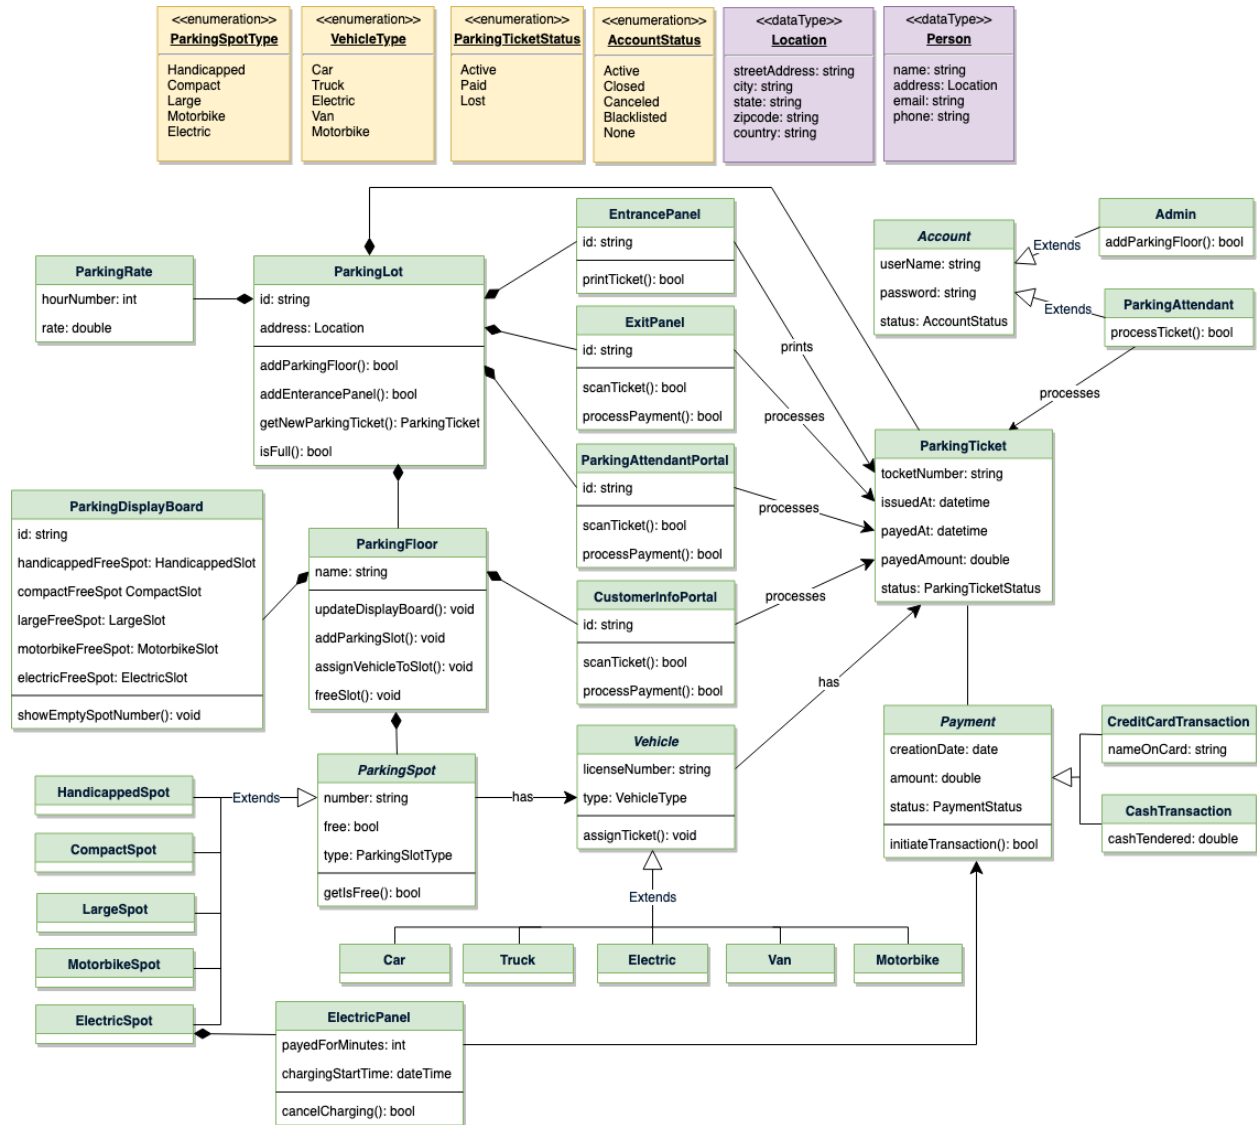 <<enumeration>>
ParkingSpotType
Handicapped
Compact
Large
Motorbike
Electric
<<enumeration>>
VehicleType
Car
Truck
Electric
Van
Motorbike
<<enumeration>>
ParkingTicketStatus
Active
Paid
Lost
<<enumeration>>
AccountStatus
Active
Closed
Canceled
Blacklisted
None
<<dataType>>
Location
streetAddress: string
city: string
state: string
zipcode: string
country: string
<<dataType>>
Person
name: string
address: Location
email: string
phone: string
ParkingRate
hourNumber: int
rate: double
ParkingLot
id: string
address: Location
addParkingFloor(): bool
addEnterancePanel(): bool
getNewParkingTicket(): ParkingTicket
isFull(): bool
EntrancePanel
id: string
printTicket(): bool
ExitPanel
id: string
scanTicket(): bool
processPayment(): bool
ParkingAttendantPortal
id: string
scanTicket(): bool
processPayment(): bool
CustomerInfoPortal
id: string
scanTicket(): bool
processPayment(): bool
prints
processes
processes
processes
has
Account
userName: string
password: string
status: AccountStatus
Extends
Extends
Admin
addParkingFloor(): bool
ParkingAttendant
processTicket(): bool
processes
ParkingTicket
tocketNumber: string
issuedAt: datetime
payedAt: datetime
payedAmount: double
status: ParkingTicketStatus
ParkingDisplayBoard
id: string
handicappedFreeSpot: HandicappedSlot
compactFreeSpot CompactSlot
largeFreeSpot: LargeSlot
motorbikeFreeSpot: MotorbikeSlot
electricFreeSpot: ElectricSlot
showEmptySpotNumber(): void
ParkingFloor
name: string
updateDisplayBoard(): void
addParkingSlot(): void
assignVehicleToSlot(): void
freeSlot(): void
ParkingSpot
number: string
free: bool
type: ParkingSlotType
getIsFree(): bool
has
Vehicle
licenseNumber: string
type: VehicleType
assignTicket(): void
Extends
Car
Truck
Electric
Van
Motorbike
Payment
creationDate: date
amount: double
status: PaymentStatus
initiateTransaction(): bool
CreditCardTransaction
nameOnCard: string
CashTransaction
cashTendered: double
HandicappedSpot
Extends
CompactSpot
LargeSpot
MotorbikeSpot
ElectricSpot
ElectricPanel
payedForMinutes: int
chargingStartTime: dateTime
cancelCharging(): bool